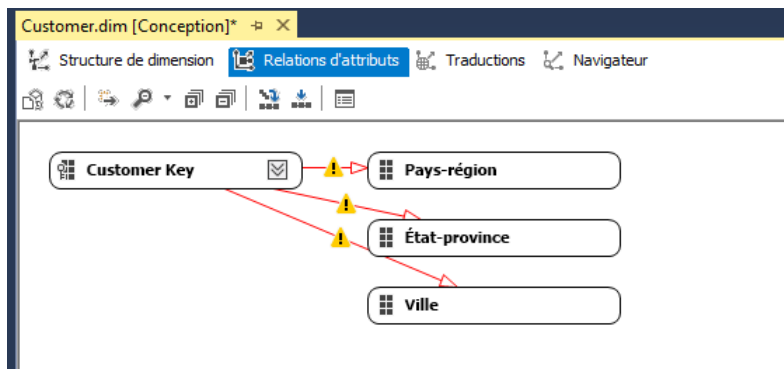 Customer.dim [Conception]*
Structure de dimension Relations d'attributs Traductions Navigateur
Customer Key Pays-région
État-province
Ville